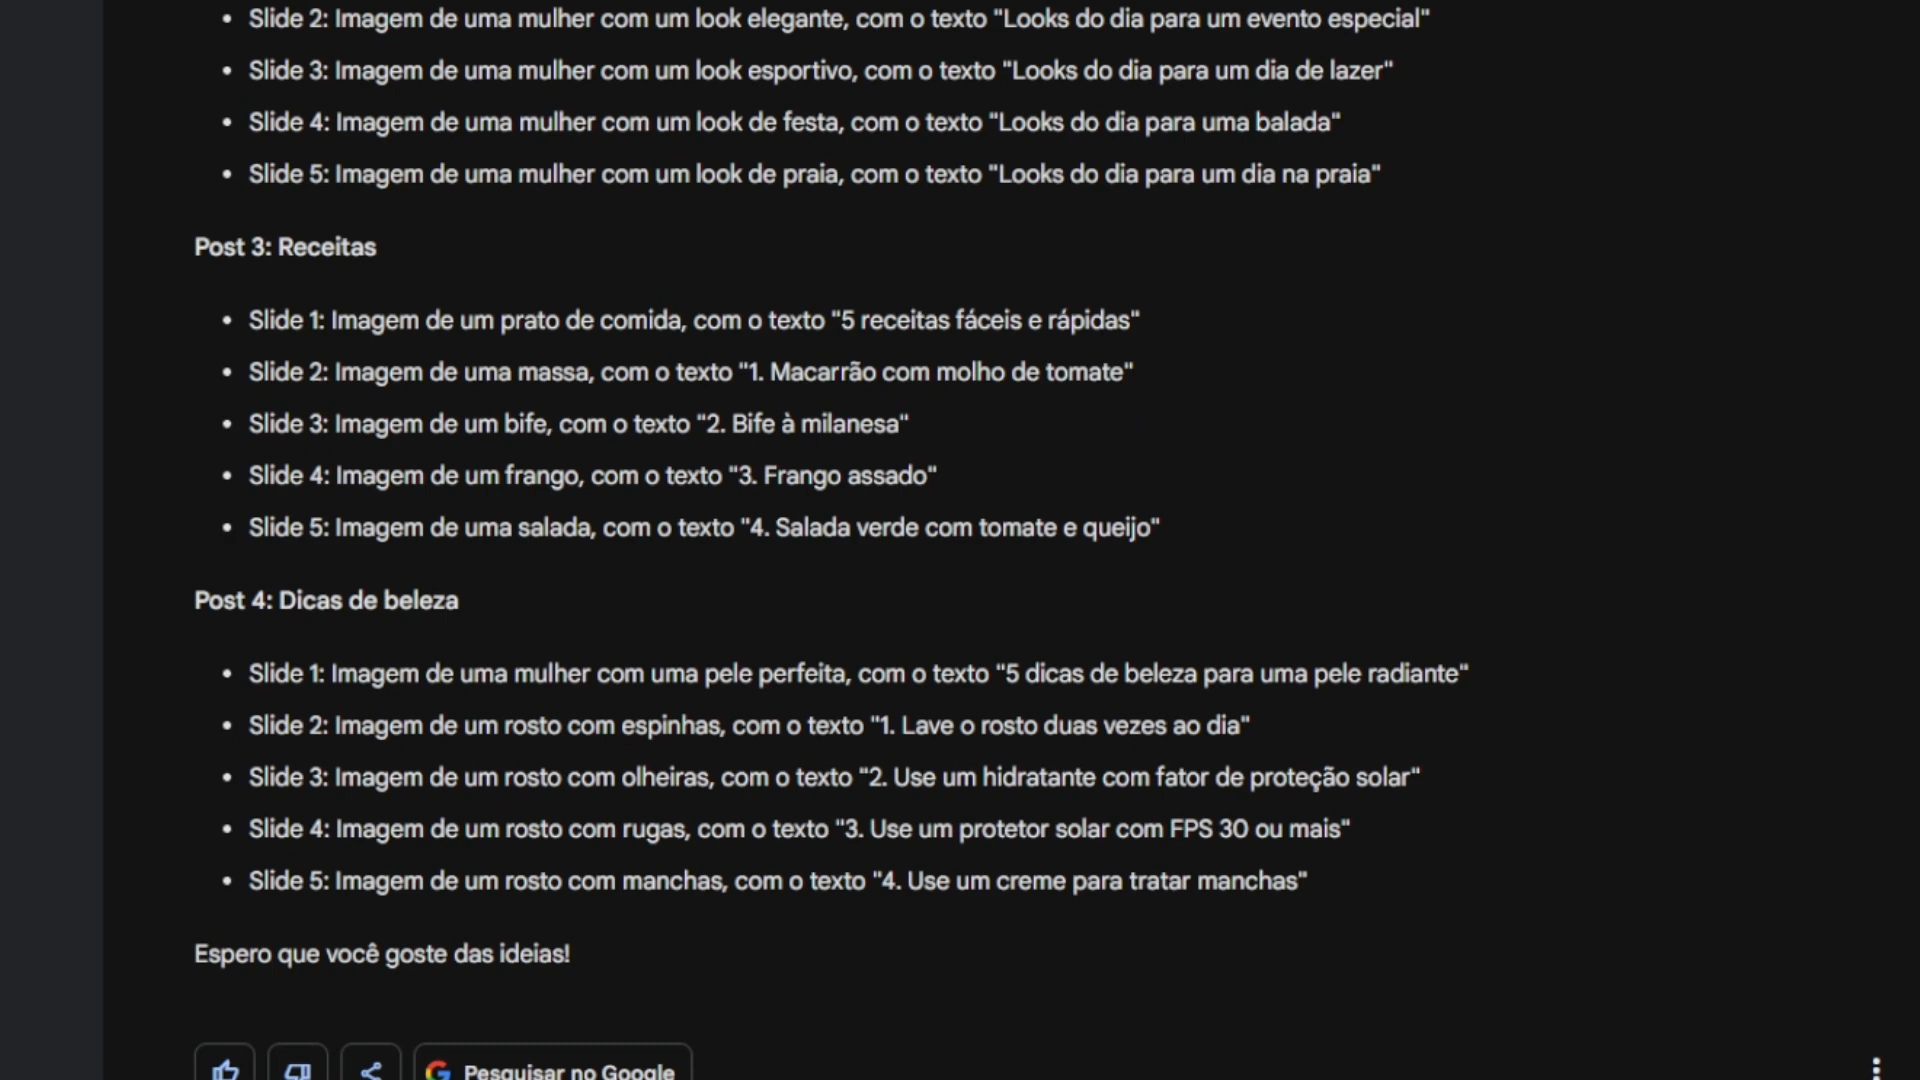 • Slide 2: Imagem de uma mulher com um look elegante, com o texto "Looks do dia para um evento especial"
• Slide 3: Imagem de uma mulher com um look esportivo, com o texto "Looks do dia para um dia de lazer"
• Slide 4: Imagem de uma mulher com um look de festa, com o texto "Looks do dia para uma balada"
• Slide 5: Imagem de uma mulher com um look de praia, com o texto "Looks do dia para um dia na praia"
Post 3: Receitas
• Slide 1: Imagem de um prato de comida, com o texto "5 receitas fáceis e rápidas"
• Slide 2: Imagem de uma massa, com o texto "1. Macarrão com molho de tomate"
• Slide 3: Imagem de um bife, com o texto "2. Bife à milanesa"
• Slide 4: Imagem de um frango, com o texto "3. Frango assado"
• Slide 5: Imagem de uma salada, com o texto "4. Salada verde com tomate e queijo"
Post 4: Dicas de beleza
• Slide 1: Imagem de uma mulher com uma pele perfeita, com o texto "5 dicas de beleza para uma pele radiante"
• Slide 2: Imagem de um rosto com espinhas, com o texto "1. Lave o rosto duas vezes ao dia"
• Slide 3: Imagem de um rosto com olheiras, com o texto "2. Use um hidratante com fator de proteção solar"
• Slide 4: Imagem de um rosto com rugas, com o texto "3. Use um protetor solar com FPS 30 ou mais"
• Slide 5: Imagem de um rosto com manchas, com o texto "4. Use um creme para tratar manchas"
Espero que você goste das ideias!
Pesquisar no Google